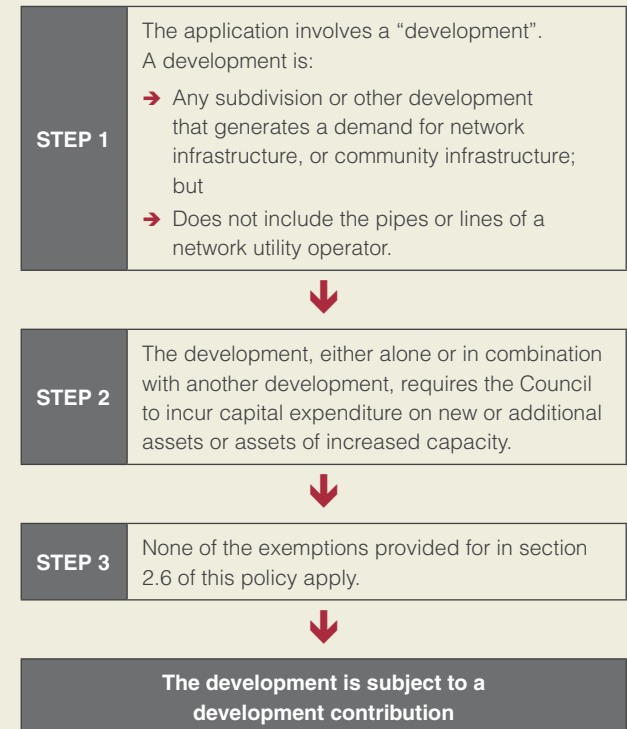 STEP 1
The application involves a “development”.
A development is:
➔ Any subdivision or other development
that generates a demand for network
infrastructure, or community infrastructure;
but
➔ Does not include the pipes or lines of a
network utility operator.
STEP 2
The development, either alone or in combination
with another development, requires the Council
to incur capital expenditure on new or additional
assets or assets of increased capacity.
STEP 3
None of the exemptions provided for in section
2.6 of this policy apply.
The development is subject to a
development contribution